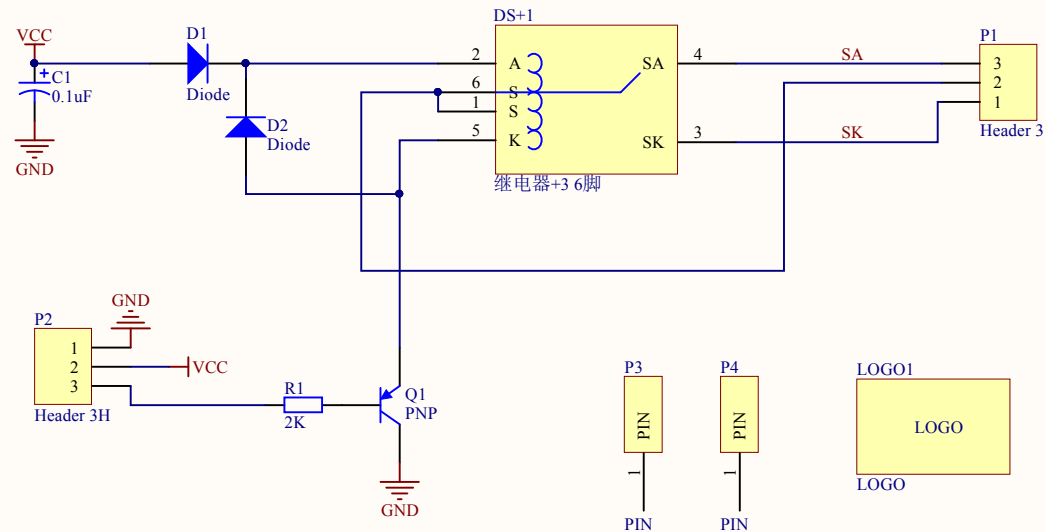 VCC
C1
0.1uF
GND
D1
Diode
D2
Diode
DS+1
2
6
1
5
A
S
S
K
SA
SK
4
3
继电器+3 6脚
SA
SK
P1
3
2
1
Header 3
P2
1
2
3
Header 3H
GND
VCC
R1
2K
Q1
PNP
GND
P3
PIN
1
PIN
P4
PIN
1
PIN
LOGO1
LOGO
LOGO